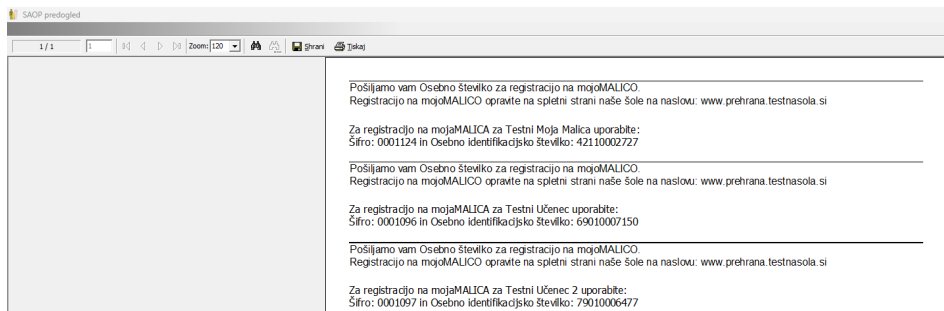 SAOP predogled
1 / 1 1 Zoom: 120 Shrani Tiskaj
Pošiljamo vam Osebno številko za registracijo na mojoMALICO.
Registracijo na mojoMALICO opravite na spletni strani naše šole na naslovu: www.prehrana.testnasola.si
Za registracijo na mojaMALICA za Testni Moja Malica uporabite:
Šifro: 0001124 in Osebno identifikacijsko številko: 42110002727
Pošiljamo vam Osebno številko za registracijo na mojoMALICO.
Registracijo na mojoMALICO opravite na spletni strani naše šole na naslovu: www.prehrana.testnasola.si
Za registracijo na mojaMALICA za Testni Učenec uporabite:
Šifro: 0001096 in Osebno identifikacijsko številko: 69010007150
Pošiljamo vam Osebno številko za registracijo na mojoMALICO.
Registracijo na mojoMALICO opravite na spletni strani naše šole na naslovu: www.prehrana.testnasola.si
Za registracijo na mojaMALICA za Testni Učenec 2 uporabite:
Šifro: 0001097 in Osebno identifikacijsko številko: 79010006477